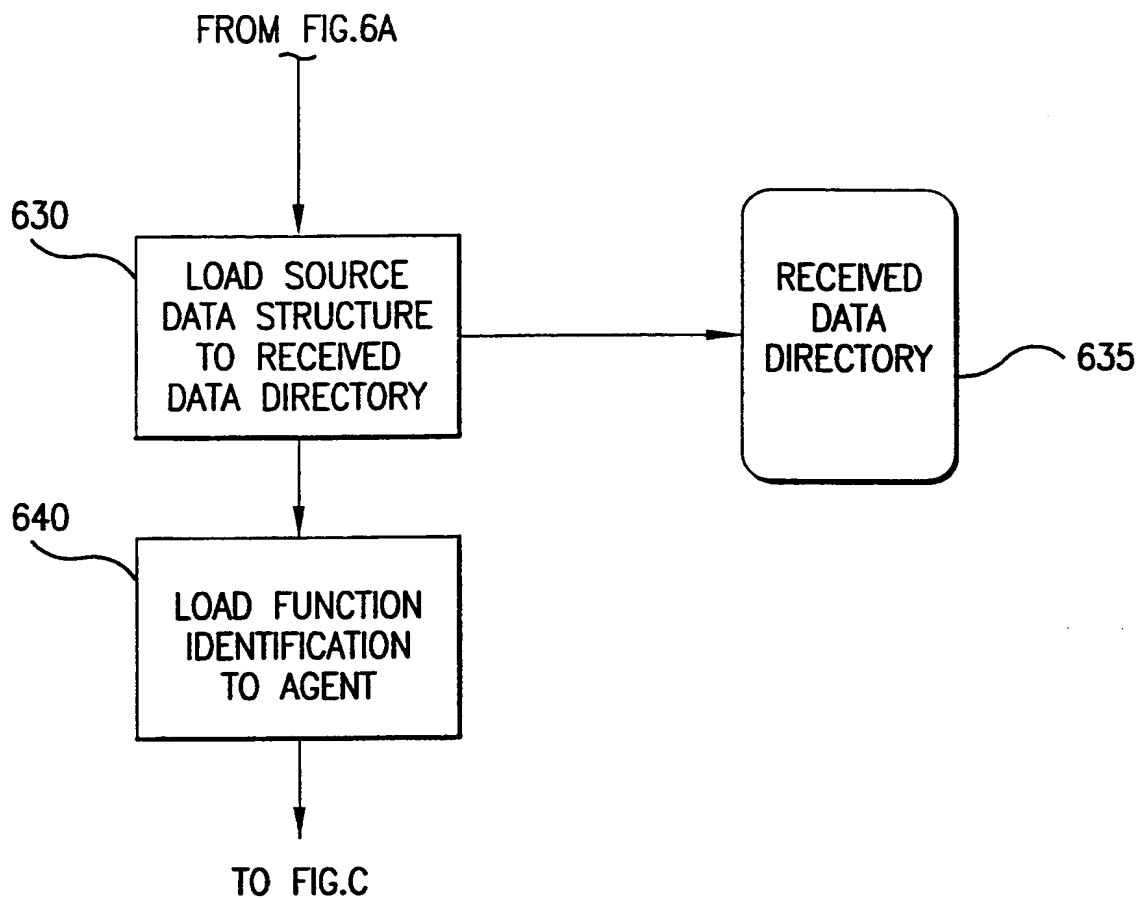 FROM FIG.6A
630
LOAD SOURCE
DATA STRUCTURE
TO RECEIVED
DATA DIRECTORY
RECEIVED
DATA
DIRECTORY
635
640
LOAD FUNCTION
IDENTIFICATION
TO AGENT
TO FIG.C